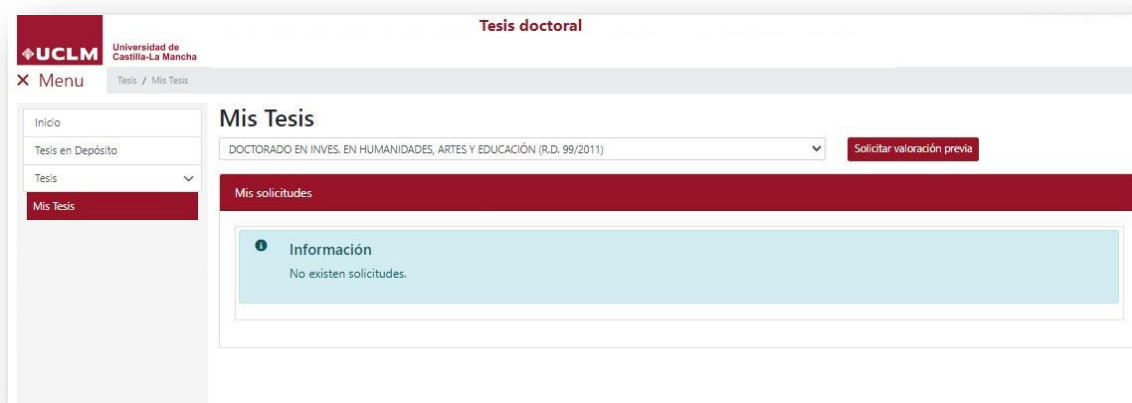 Tesis doctoral
UCLM
Universidad de
Castilla-La Mancha
× Menu
Tesis / Mis Tesis
Inicio
Tesis en Depósito
Tesis
Mis Tesis
Mis Tesis
DOCTORADO EN INVES. EN HUMANIDADES, ARTES Y EDUCACIÓN (R.D. 99/2011)
Solicitar valoración previa
Mis solicitudes
Información
No existen solicitudes.